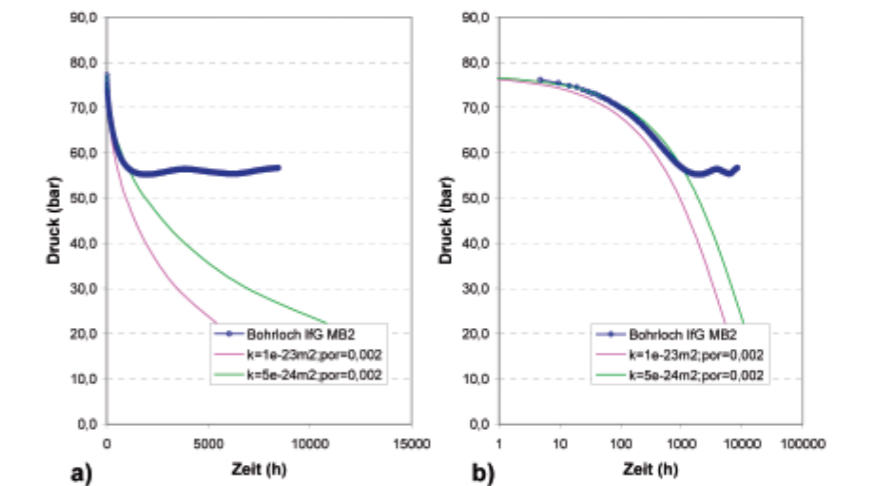 90,0
80,0
70,0
60,0
50,0
40,0
30,0
20,0
10,0
0,0
Druck (bar)
0 5000 10000 15000
Zeit (h)
a)
Bohrloch IfG MB2
k=1e-23m2;por=0,002
k=5e-24m2;por=0,002
90,0
80,0
70,0
60,0
50,0
40,0
30,0
20,0
10,0
0,0
Druck (bar)
1 10 100 1000 10000 100000
Zeit (h)
b)
Bohrloch IfG MB2
k=1e-23m2;por=0,002
k=5e-24m2;por=0,002